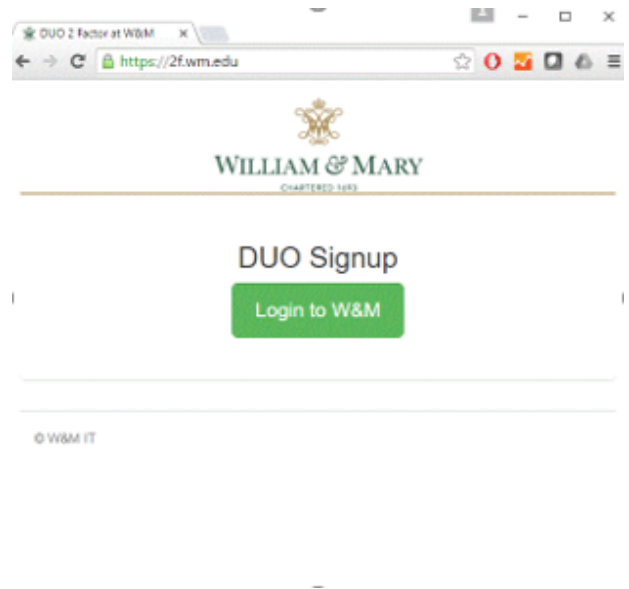 DUO 2 Factor at W&M
https://2f.wm.edu
WILLIAM & MARY
CHARTERED 1693
DUO Signup
Login to W&M
© W&M IT